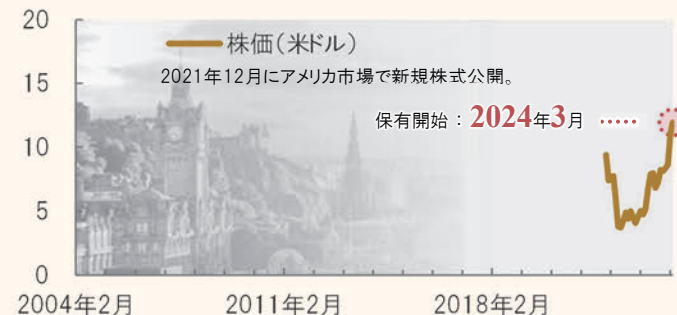 20
株価(米ドル)
2021年12月にアメリカ市場で新規株式公開。
15
保有開始：2024年3月 ‥‥‥
10
5
0
2004年2月 2011年2月 2018年2月